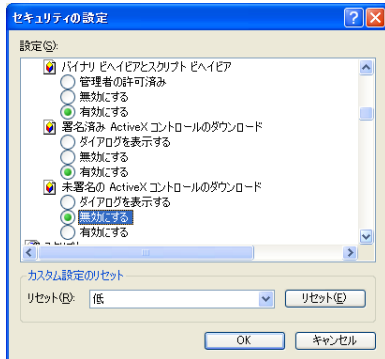 セキュリティの設定
設定(S):
バイナリ ビヘイビアとスクリプト ビヘイビア
管理者の許可済み
無効にする
有効にする
署名済み ActiveX コントロールのダウンロード
ダイアログを表示する
無効にする
有効にする
未署名の ActiveX コントロールのダウンロード
ダイアログを表示する
無効にする
有効にする
カスタム設定のリセット
リセット(R): 低 リセット(E)
OK キャンセル